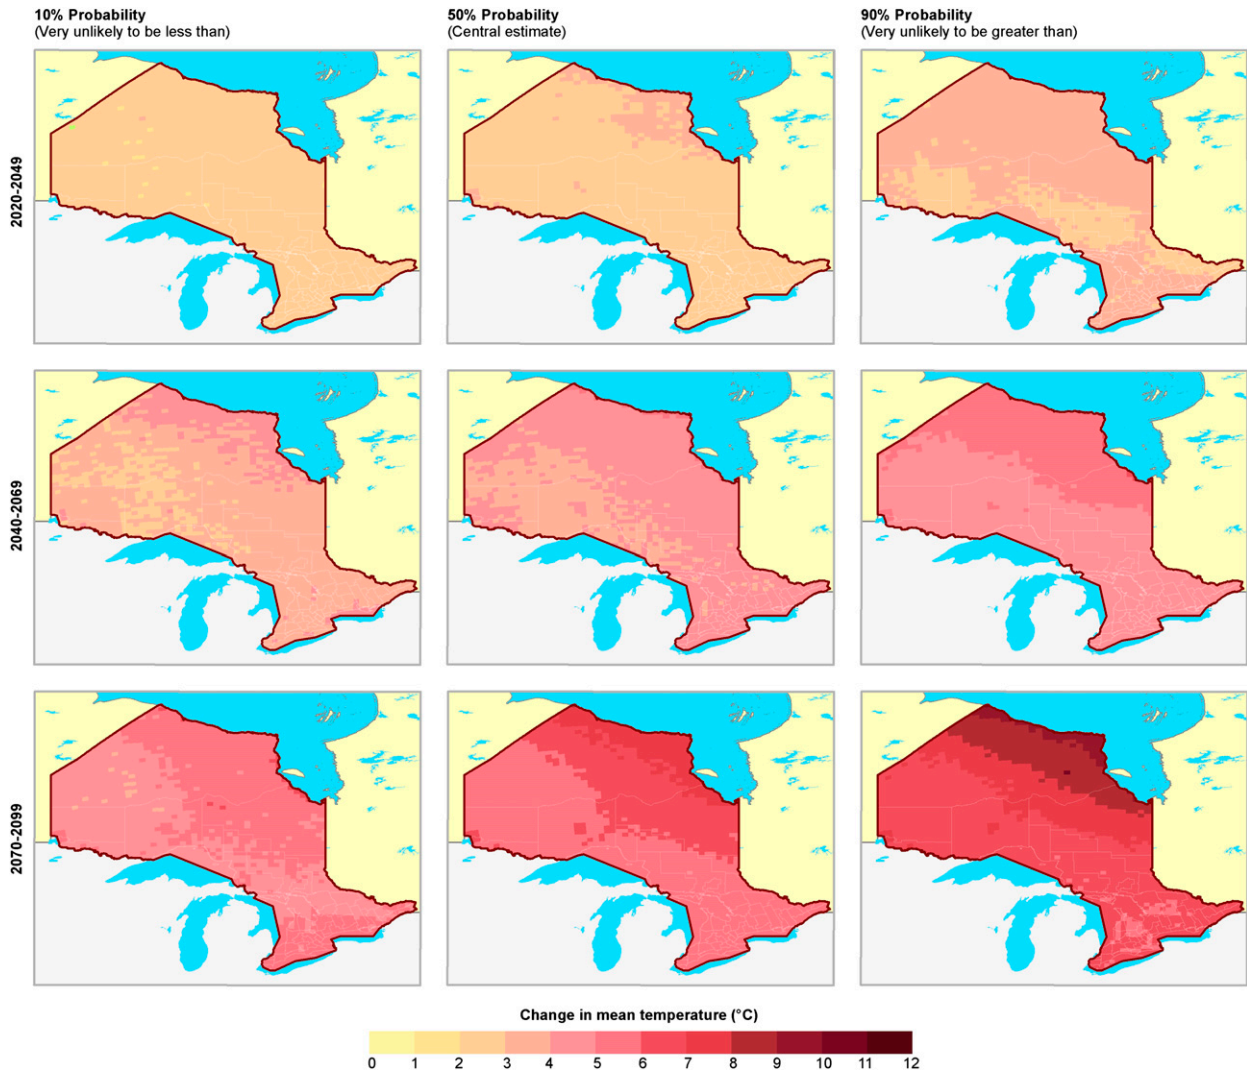 10% Probability
(Very unlikely to be less than)
50% Probability
(Central estimate)
90% Probability
(Very unlikely to be greater than)
2020-2049
2040-2069
2070-2099
Change in mean temperature (°C)
0 1 2 3 4 5 6 7 8 9 10 11 12